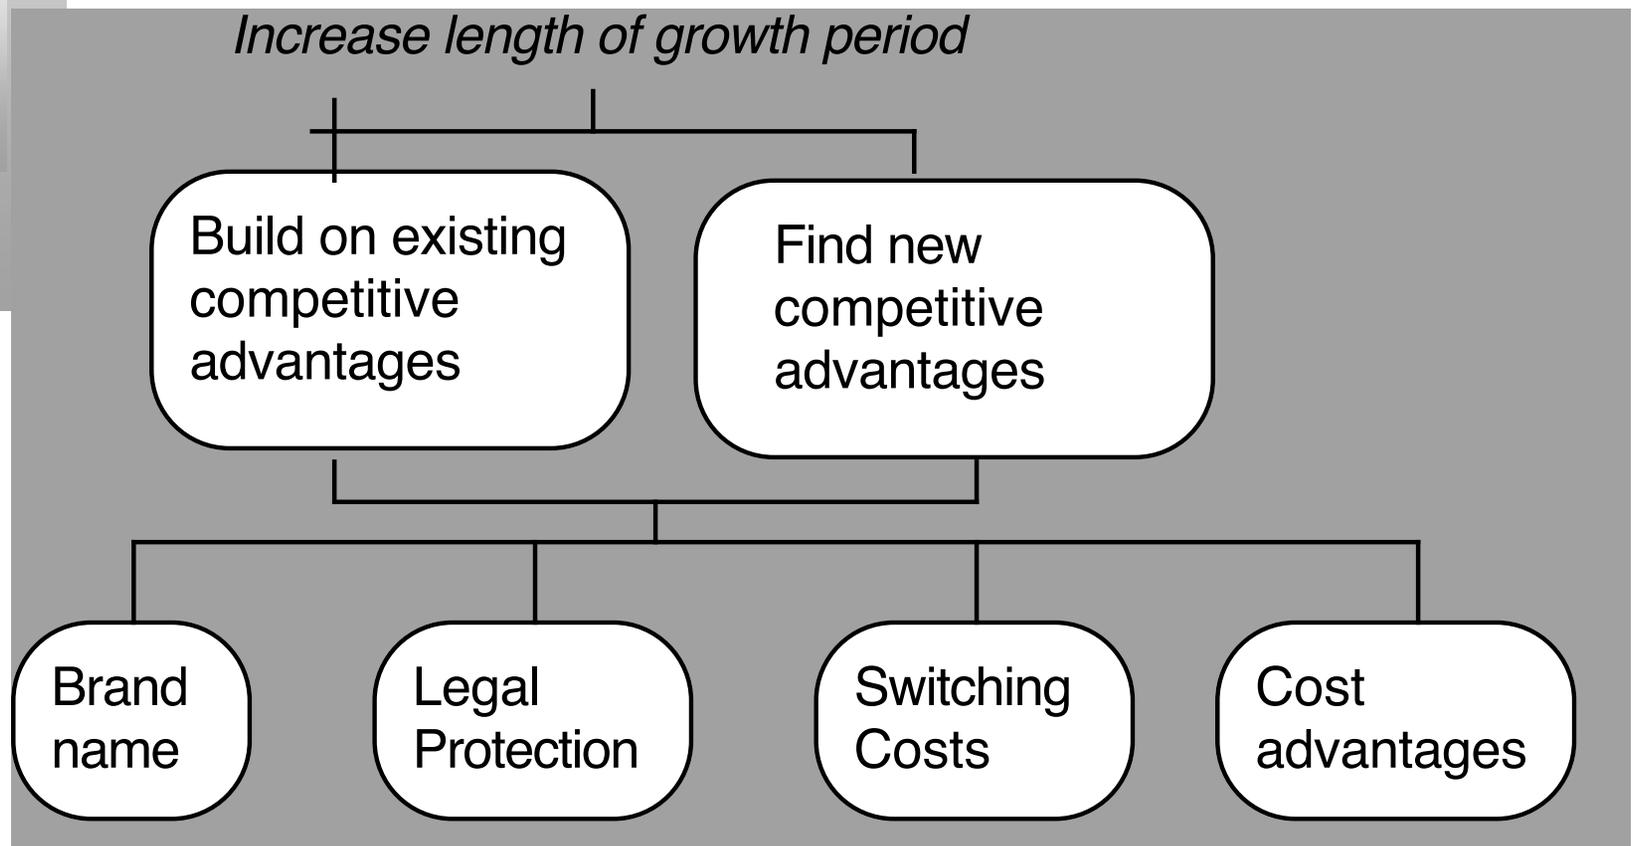 Increase length of growth period
Build on existing
competitive
advantages
Find new
competitive
advantages
Brand
name
Legal
Protection
Switching
Costs
Cost
advantages